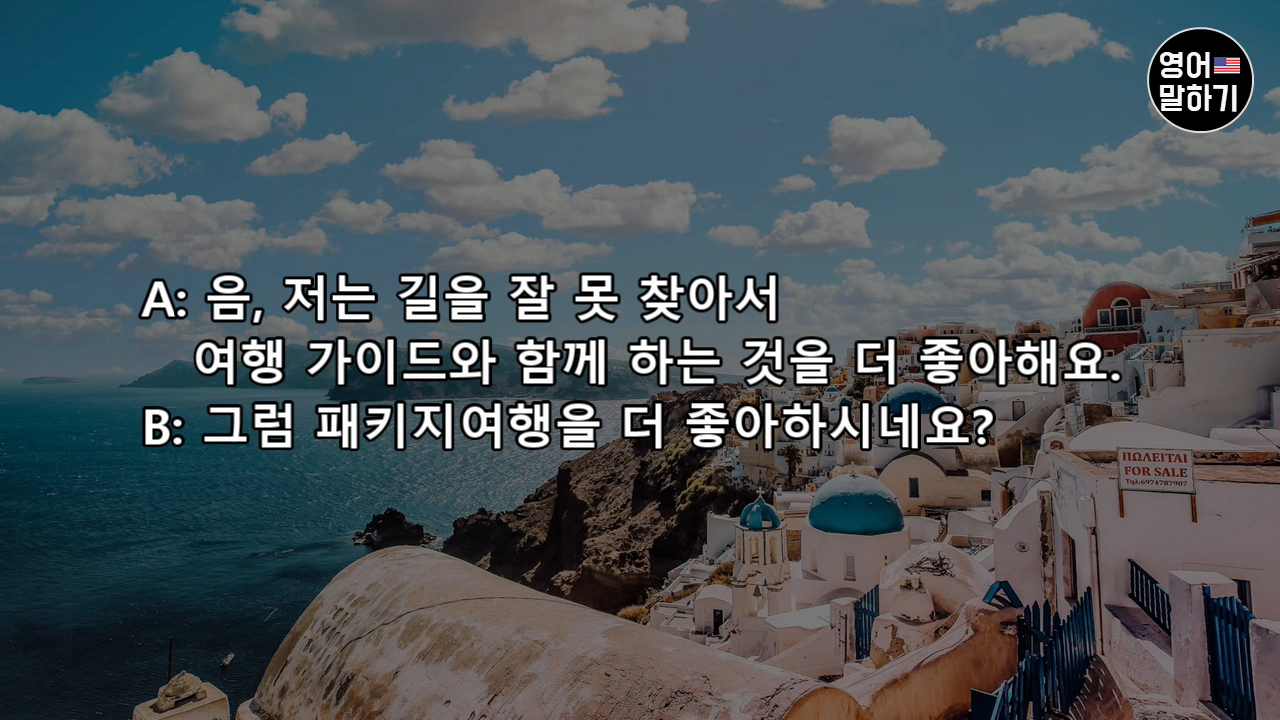 영어
말하기
A: 음, 저는 길을 잘 못 찾아서
여행 가이드와 함께 하는 것을 더 좋아해요.
B: 그럼 패키지여행을 더 좋아하시네요?
ΠΩΛΕΙΤΑΙ
FOR SALE
Τηλ:6974787907